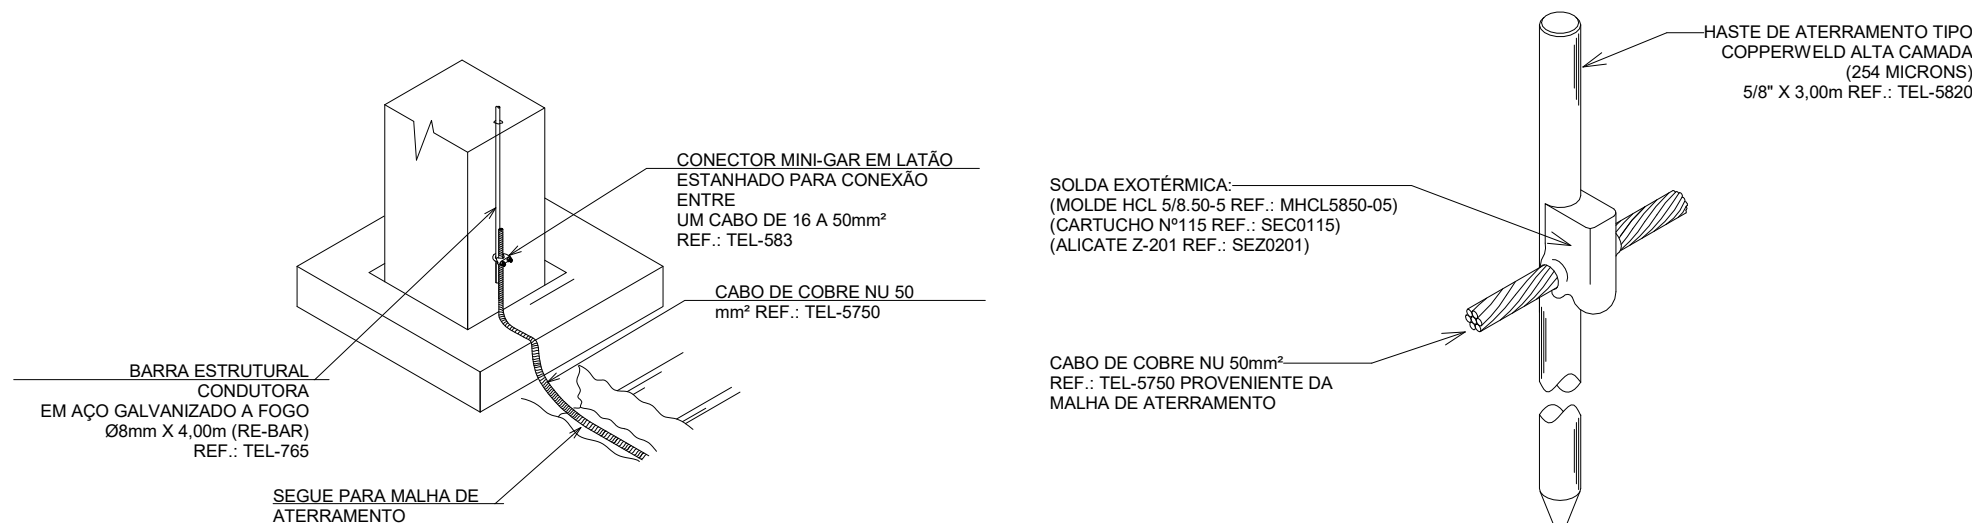 CONECTOR MINI-GAR EM LATÃO
ESTANHADO PARA CONEXÃO
ENTRE
UM CABO DE 16 A 50mm²
REF.: TEL-583
CABO DE COBRE NU 50
mm² REF.: TEL-5750
BARRA ESTRUTURAL
CONDUTORA
EM AÇO GALVANIZADO A FOGO
Ø8mm X 4,00m (RE-BAR)
REF.: TEL-765
SEGUE PARA MALHA DE
ATERRAMENTO
HASTE DE ATERRAMENTO TIPO
COPPERWELD ALTA CAMADA
(254 MICRONS)
5/8" X 3,00m REF.: TEL-5820
SOLDA EXOTÉRMICA:
(MOLDE HCL 5/8.50-5 REF.: MHCL5850-05)
(CARTUCHO Nº115 REF.: SEC0115)
(ALICATE Z-201 REF.: SEZ0201)
CABO DE COBRE NU 50mm²
REF.: TEL-5750 PROVENIENTE DA
MALHA DE ATERRAMENTO